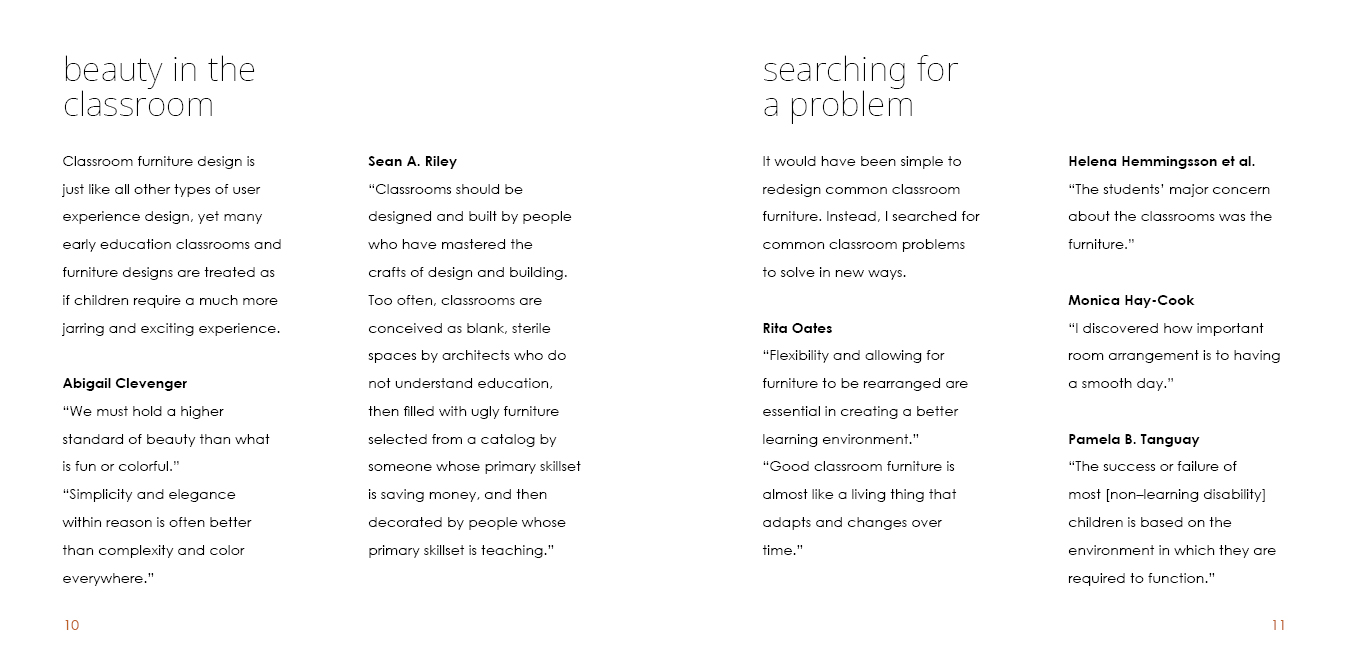 beauty in the
classroom
Classroom furniture design is
just like all other types of user
experience design, yet many
early education classrooms and
furniture designs are treated as
if children require a much more
jarring and exciting experience.
Abigail Clevenger
“We must hold a higher
standard of beauty than what
is fun or colorful.”
“Simplicity and elegance
within reason is often better
than complexity and color
everywhere.”
Sean A. Riley
“Classrooms should be
designed and built by people
who have mastered the
crafts of design and building.
Too often, classrooms are
conceived as blank, sterile
spaces by architects who do
not understand education,
then filled with ugly furniture
selected from a catalog by
someone whose primary skillset
is saving money, and then
decorated by people whose
primary skillset is teaching.”
10
searching for
a problem
It would have been simple to
redesign common classroom
furniture. Instead, I searched for
common classroom problems
to solve in new ways.
Rita Oates
“Flexibility and allowing for
furniture to be rearranged are
essential in creating a better
learning environment.”
“Good classroom furniture is
almost like a living thing that
adapts and changes over
time.”
Helena Hemmingsson et al.
“The students’ major concern
about the classrooms was the
furniture.”
Monica Hay-Cook
“I discovered how important
room arrangement is to having
a smooth day.”
Pamela B. Tanguay
“The success or failure of
most [non–learning disability]
children is based on the
environment in which they are
required to function.”
11